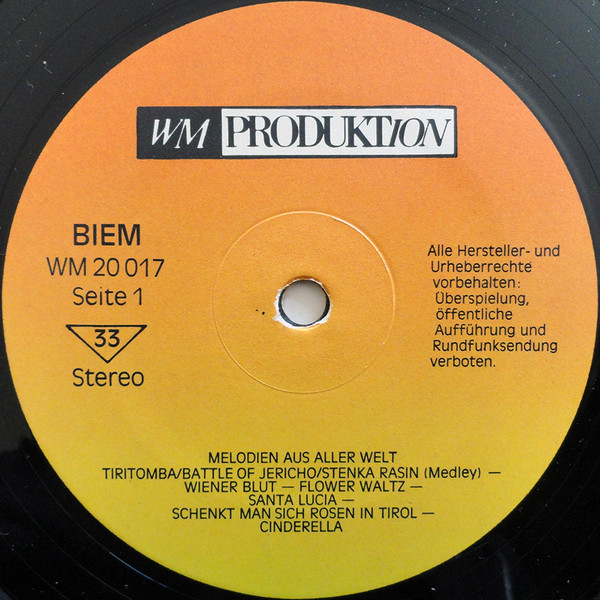 WM PRODUKTION
BIEM
WM 20 017
Seite 1
33
Stereo
Alle Hersteller- und
Urheberrechte
vorbehalten:
Überspielung,
öffentliche
Aufführung und
Rundfunksendung
verboten.
MELODIEN AUS ALLER WELT
TIRITOMBA/BATTLE OF JERICHO/STENKA RASIN (Medley) —
WIENER BLUT — FLOWER WALTZ —
SANTA LUCIA —
SCHENKT MAN SICH ROSEN IN TIROL —
CINDERELLA